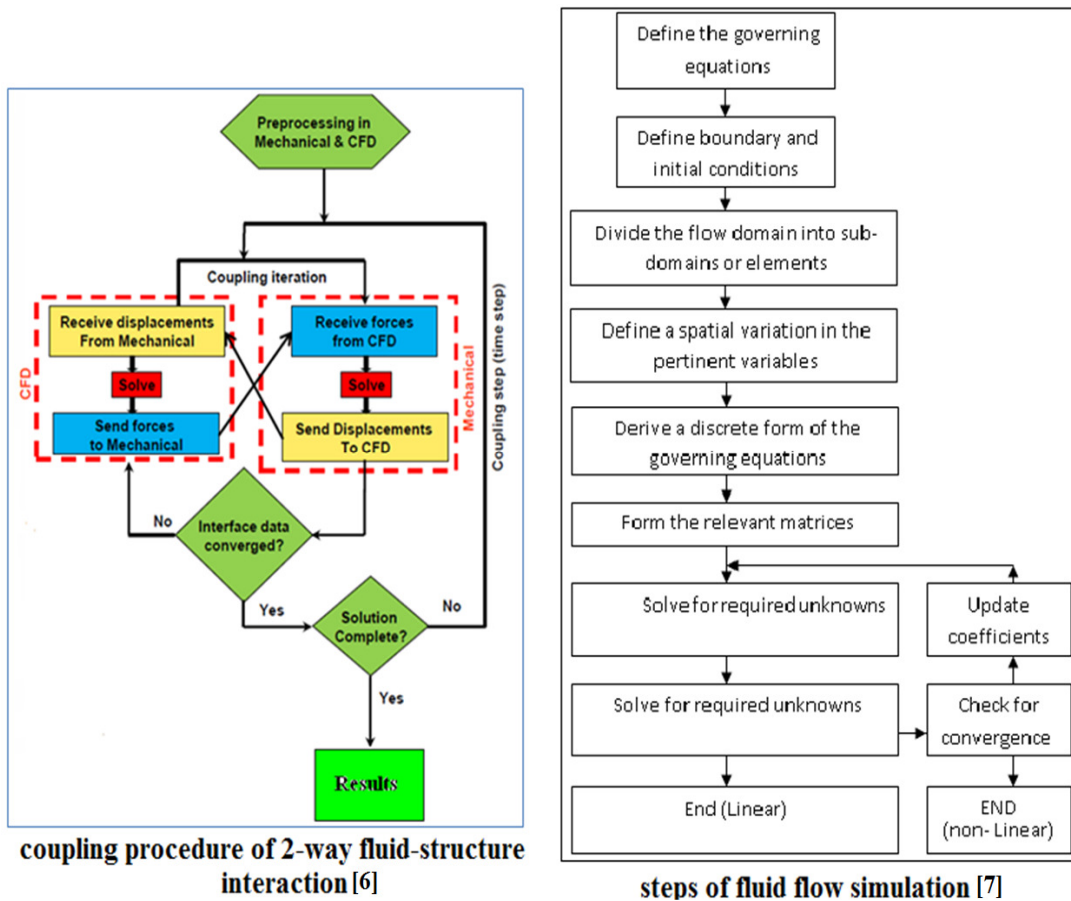 Preprocessing in
Mechanical & CFD
Coupling iteration
Receive displacements
From Mechanical
Solve
Send forces
to Mechanical
CFD
Receive forces
from CFD
Solve
Send Displacements
To CFD
Mechanical
Coupling step (time step)
No
Interface data
converged?
Yes
Solution
Complete?
No
Yes
Results
coupling procedure of 2-way fluid-structure
interaction [6]
Define the governing
equations
Define boundary and
initial conditions
Divide the flow domain into sub-
domains or elements
Define a spatial variation in the
pertinent variables
Derive a discrete form of the
governing equations
Form the relevant matrices
Solve for required unknowns
Update
coefficients
Solve for required unknowns
Check for
convergence
End (Linear)
END
(non- Linear)
steps of fluid flow simulation [7]